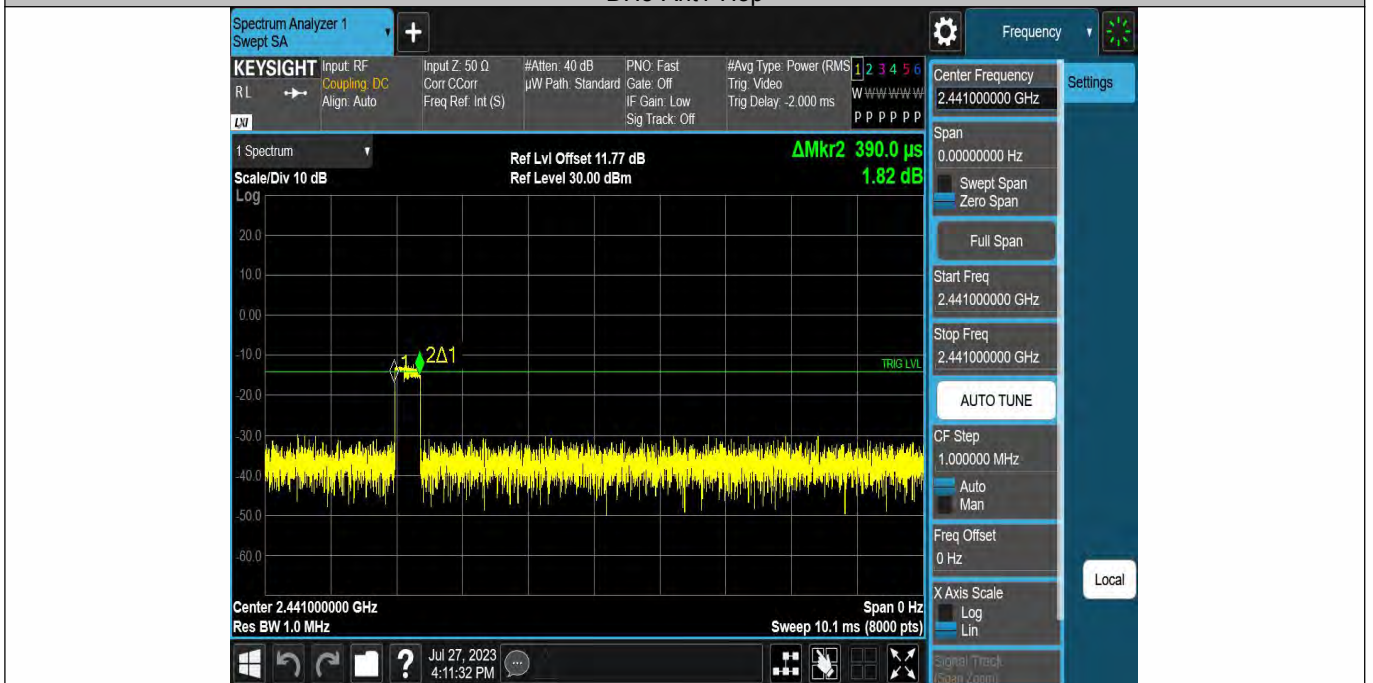 Spectrum Analyzer 1
Swept SA
+
Frequency
KEYSIGHT
R L
LXI
Input: RF
Coupling: DC
Align: Auto
Input Z: 50 Ω
Corr CCorr
Freq Ref: Int (S)
#Atten: 40 dB
µW Path: Standard
PNO: Fast
Gate: Off
IF Gain: Low
Sig Track: Off
#Avg Type: Power (RMS
Trig: Video
Trig Delay: -2.000 ms
1 2 3 4 5 6
W W W W W W
P P P P P P
1 Spectrum
Scale/Div 10 dB
Log
Ref Lvl Offset 11.77 dB
Ref Level 30.00 dBm
ΔMkr2 390.0 µs
1.82 dB
20.0
10.0
0.00
-10.0
-20.0
-30.0
-40.0
-50.0
-60.0
1
2Δ1
TRIG LVL
Center 2.441000000 GHz
Res BW 1.0 MHz
Span 0 Hz
Sweep 10.1 ms (8000 pts)
Center Frequency
2.441000000 GHz
Settings
Span
0.00000000 Hz
Swept Span
Zero Span
Full Span
Start Freq
2.441000000 GHz
Stop Freq
2.441000000 GHz
AUTO TUNE
CF Step
1.000000 MHz
Auto
Man
Freq Offset
0 Hz
X Axis Scale
Log
Lin
Signal Track
(Span Zoom)
Local
?
Jul 27, 2023
4:11:32 PM